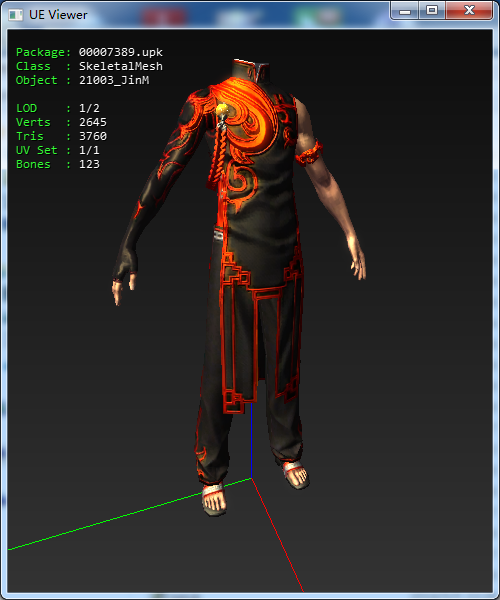 UE Viewer
Package: 00007389.upk
Class : SkeletalMesh
Object : 21003_JinM
LOD : 1/2
Verts : 2645
Tris : 3760
UV Set : 1/1
Bones : 123